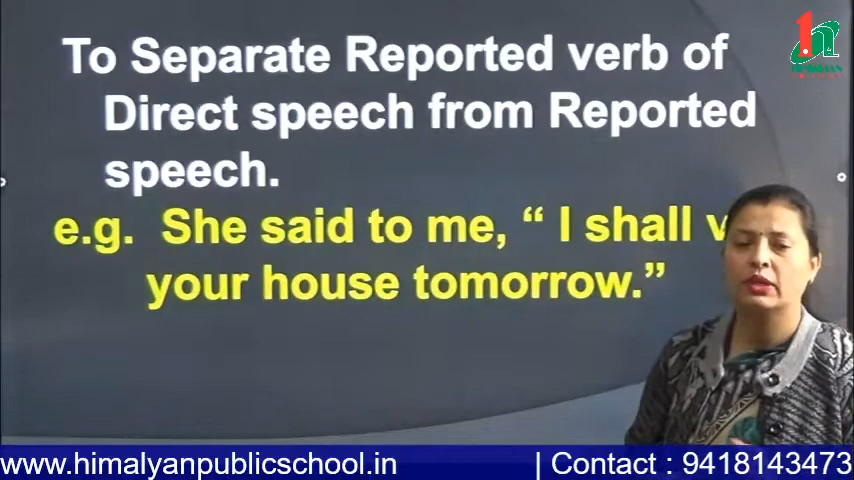 To Separate Reported verb of
Direct speech from Reported
speech.
e.g. She said to me, “ I shall
your house tomorrow.”
www.himalyanpublicschool.in | Contact : 9418143473